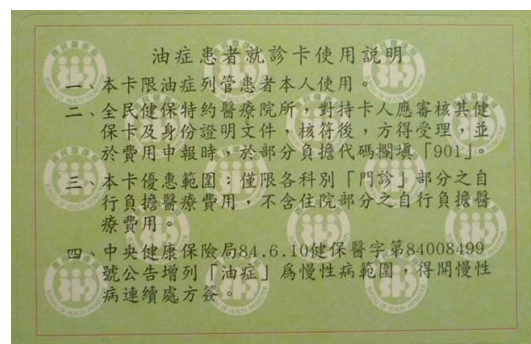 油症患者就診卡使用說明
一、本卡限油症列管患者本人使用。
二、全民健保特約醫療院所，對持卡人應審核其健
保卡及身份證明文件，核符後，方得受理，並
於費用申報時，於部分負擔代碼欄填「901」。
三、本卡優惠範圍：僅限各科別「門診」部分之自
行負擔醫療費用，不含住院部分之自行負擔醫
療費用。
四、中央健康保險局84.6.10健保醫字第84008499
號公告增列「油症」為慢性病範圍，得開慢性
病連續處方簽。